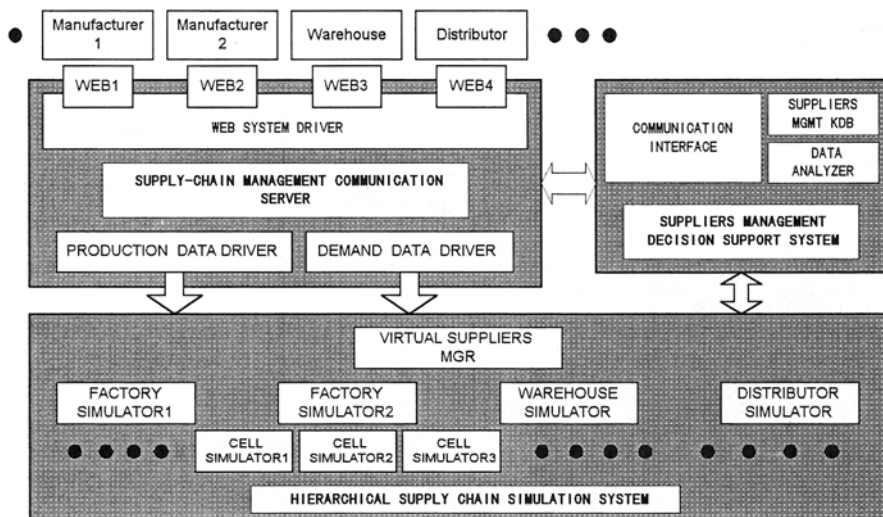 Manufacturer
1
Manufacturer
2
Warehouse
Distributor
WEB1
WEB2
WEB3
WEB4
WEB SYSTEM DRIVER
SUPPLY-CHAIN MANAGEMENT COMMUNICATION
SERVER
PRODUCTION DATA DRIVER
DEMAND DATA DRIVER
COMMUNICATION
INTERFACE
SUPPLIERS
MGMT KDB
DATA
ANALYZER
SUPPLIERS MANAGEMENT
DECISION SUPPORT SYSTEM
VIRTUAL SUPPLIERS
MGR
FACTORY
SIMULATOR1
FACTORY
SIMULATOR2
WAREHOUSE
SIMULATOR
DISTRIBUTOR
SIMULATOR
CELL
SIMULATOR1
CELL
SIMULATOR2
CELL
SIMULATOR3
HIERARCHICAL SUPPLY CHAIN SIMULATION SYSTEM